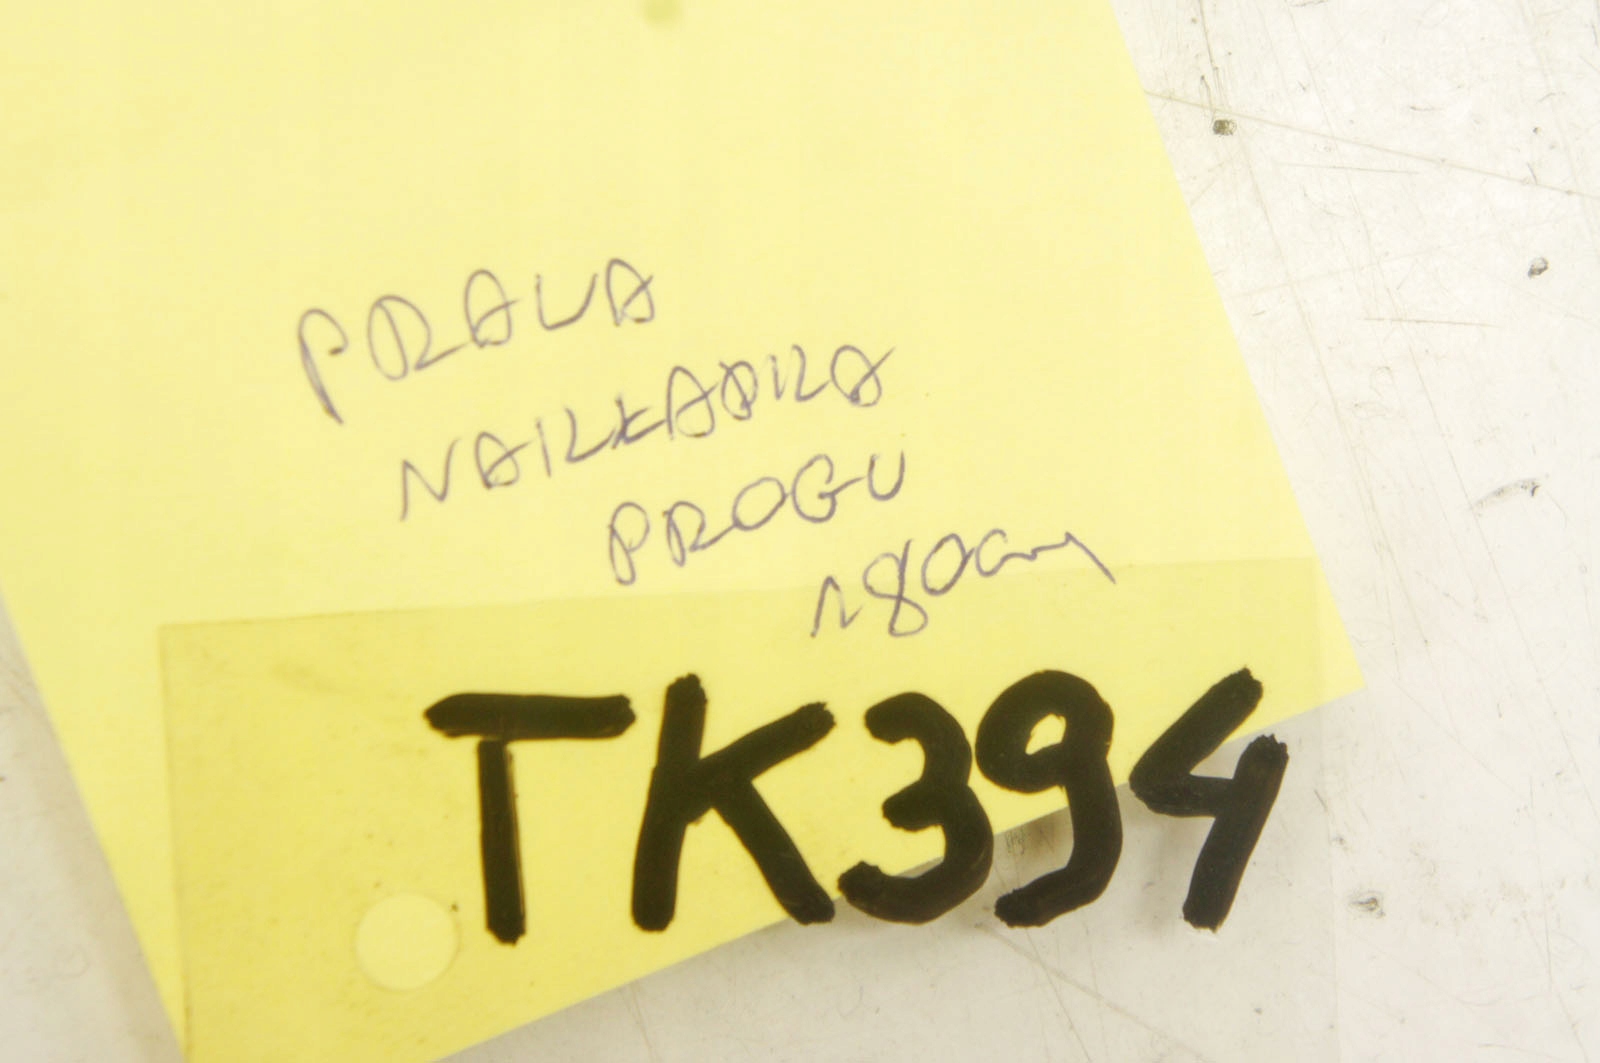 PRAWA
NAKŁADKA
PROGU
180cm
TK394